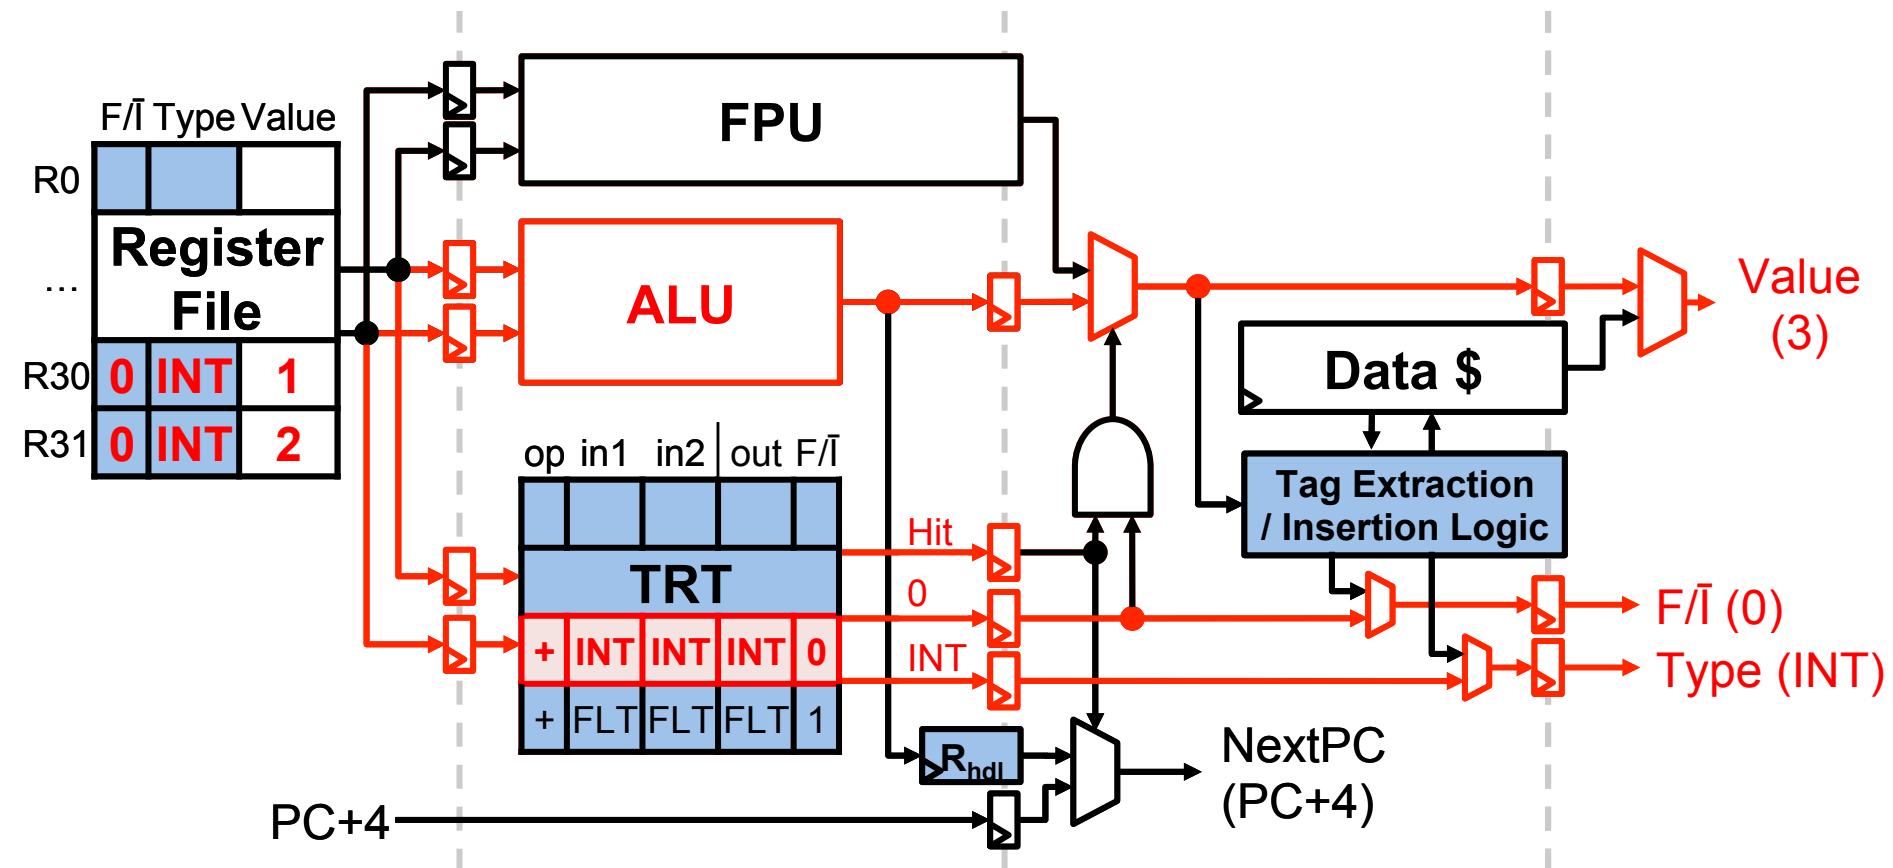 F/Ī Type Value
R0
Register
File
...
R30 0 INT 1
R31 0 INT 2
FPU
ALU
op in1 in2 out F/Ī
TRT
+ INT INT INT 0
+ FLT FLT FLT 1
Hit
0
INT
R hdl
PC+4
NextPC
(PC+4)
Data $
Tag Extraction
/ Insertion Logic
Value
(3)
F/Ī (0)
Type (INT)